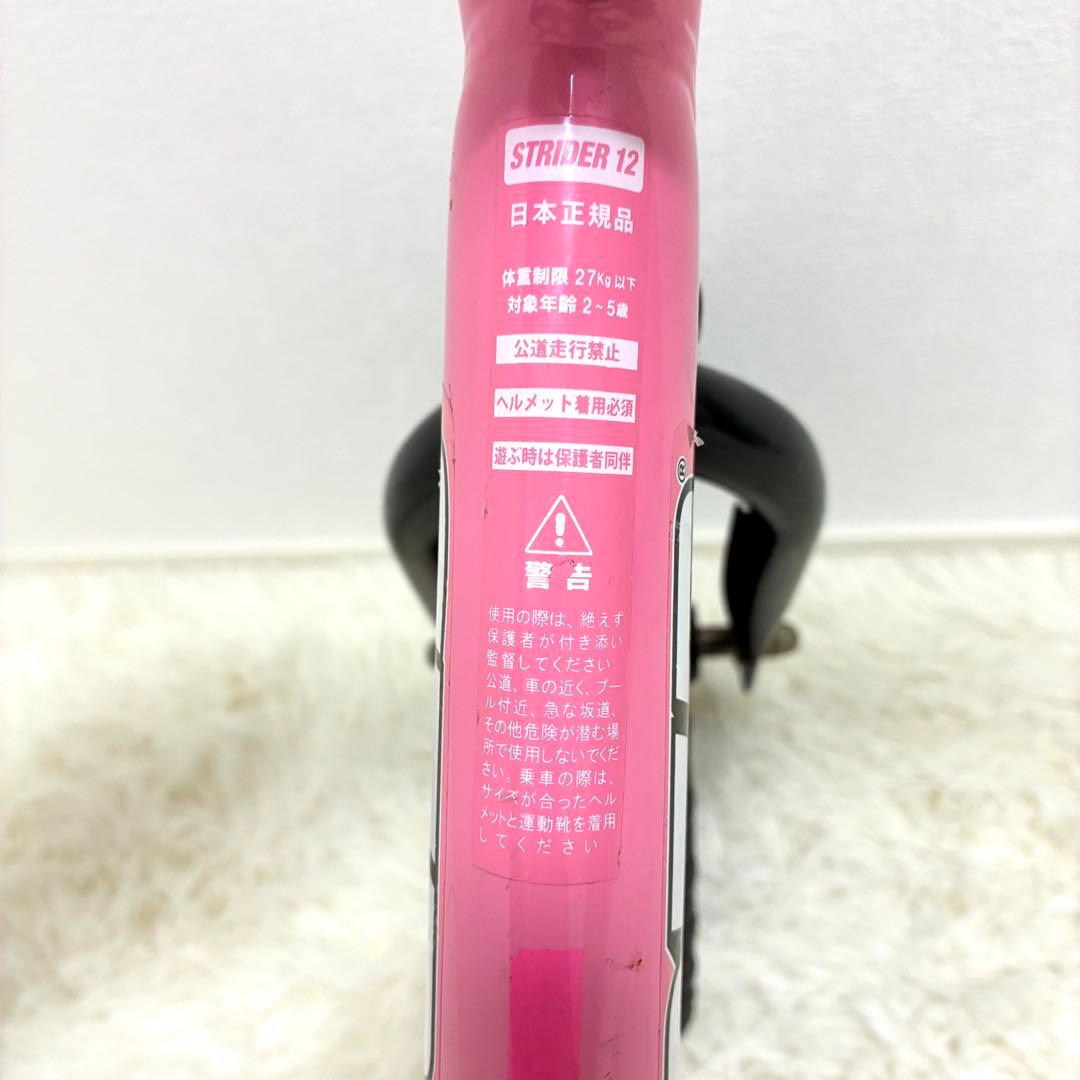 STRIDER 12
日本正規品
体重制限 27Kg以下
対象年齢 2~5歳
公道走行禁止
ヘルメット着用必須
遊ぶ時は保護者同伴
警告
使用の際は、絶えず
保護者が付き添い
監督してください。
公道、車の近く、プー
ル付近、急な坂道、
その他危険が潜む場
所で使用しないでくだ
さい。乗車の際は、
サイズが合ったヘル
メットと運動靴を着用
してください
®